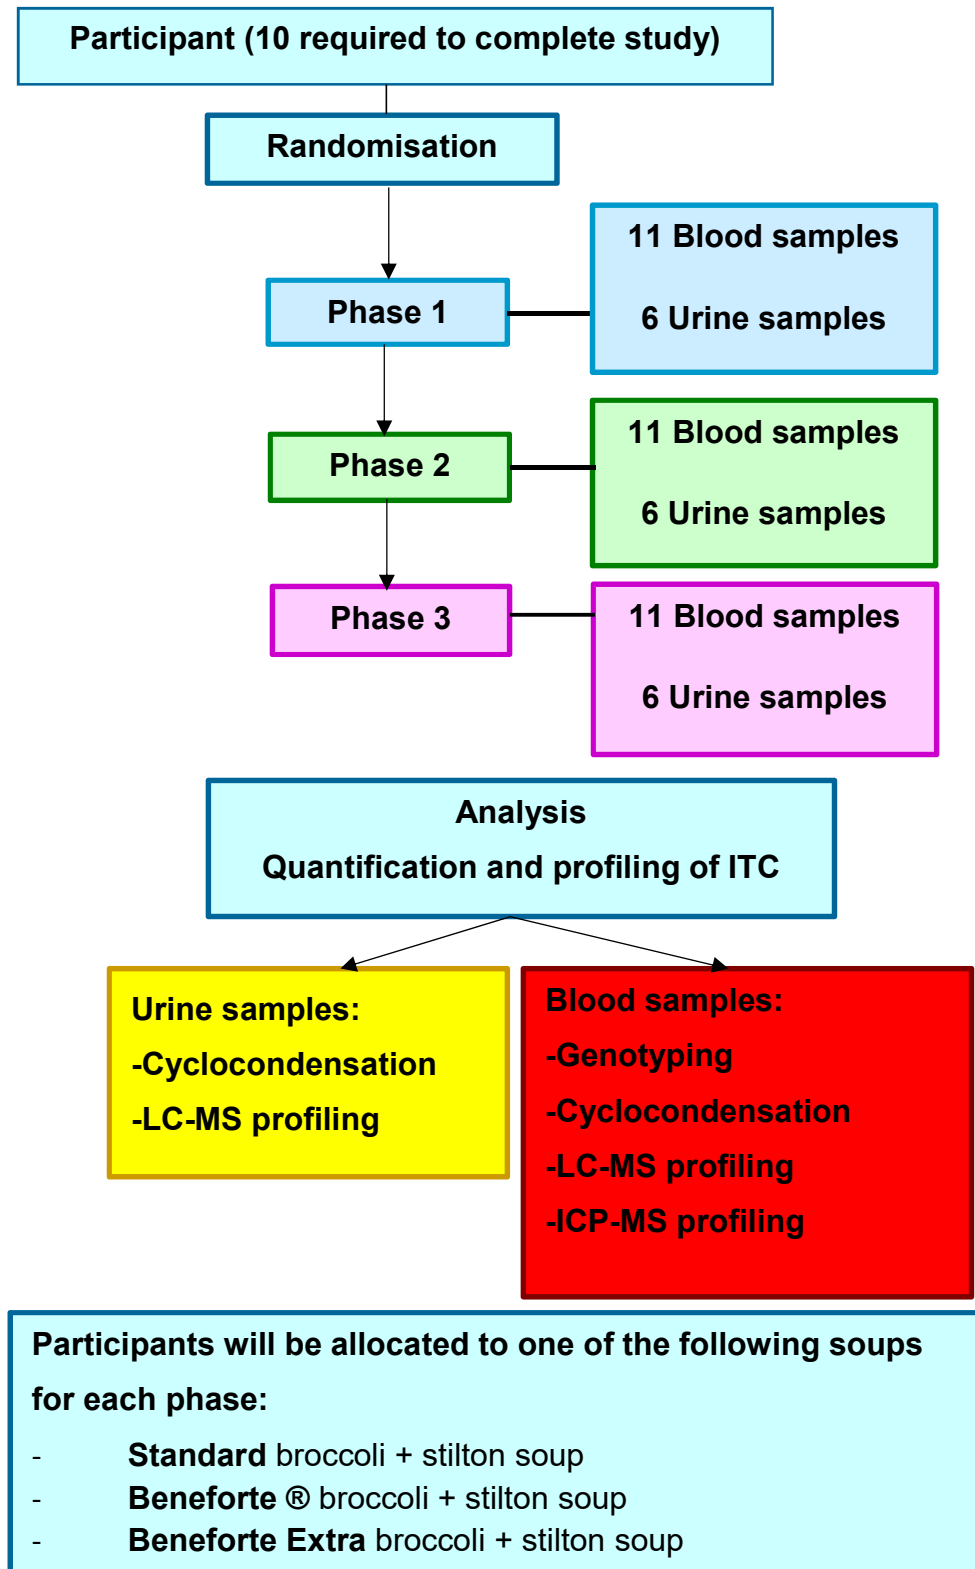 Participant (10 required to complete study)
Randomisation
11 Blood samples
6 Urine samples
Phase 1
11 Blood samples
6 Urine samples
Phase 2
11 Blood samples
6 Urine samples
Phase 3
Analysis
Quantification and profiling of ITC
Urine samples:
-Cyclocondensation
-LC-MS profiling
Blood samples:
-Genotyping
-Cyclocondensation
-LC-MS profiling
-ICP-MS profiling
Participants will be allocated to one of the following soups
for each phase:
- Standard broccoli + stilton soup
- Beneforte ® broccoli + stilton soup
- Beneforte Extra broccoli + stilton soup